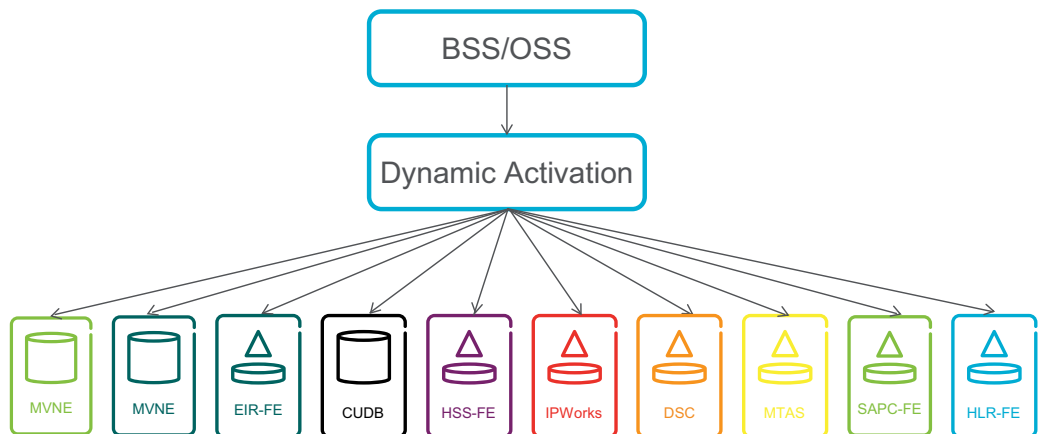 BSS/OSS
Dynamic Activation
MVNE
MVNE
EIR-FE
CUDB
HSS-FE
IPWorks
DSC
MTAS
SAPC-FE
HLR-FE